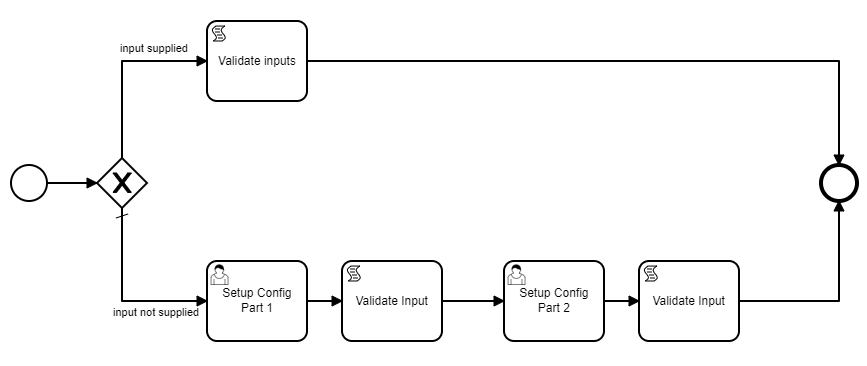 input supplied
Validate inputs
input not supplied
Setup Config
Part 1
Validate Input
Setup Config
Part 2
Validate Input